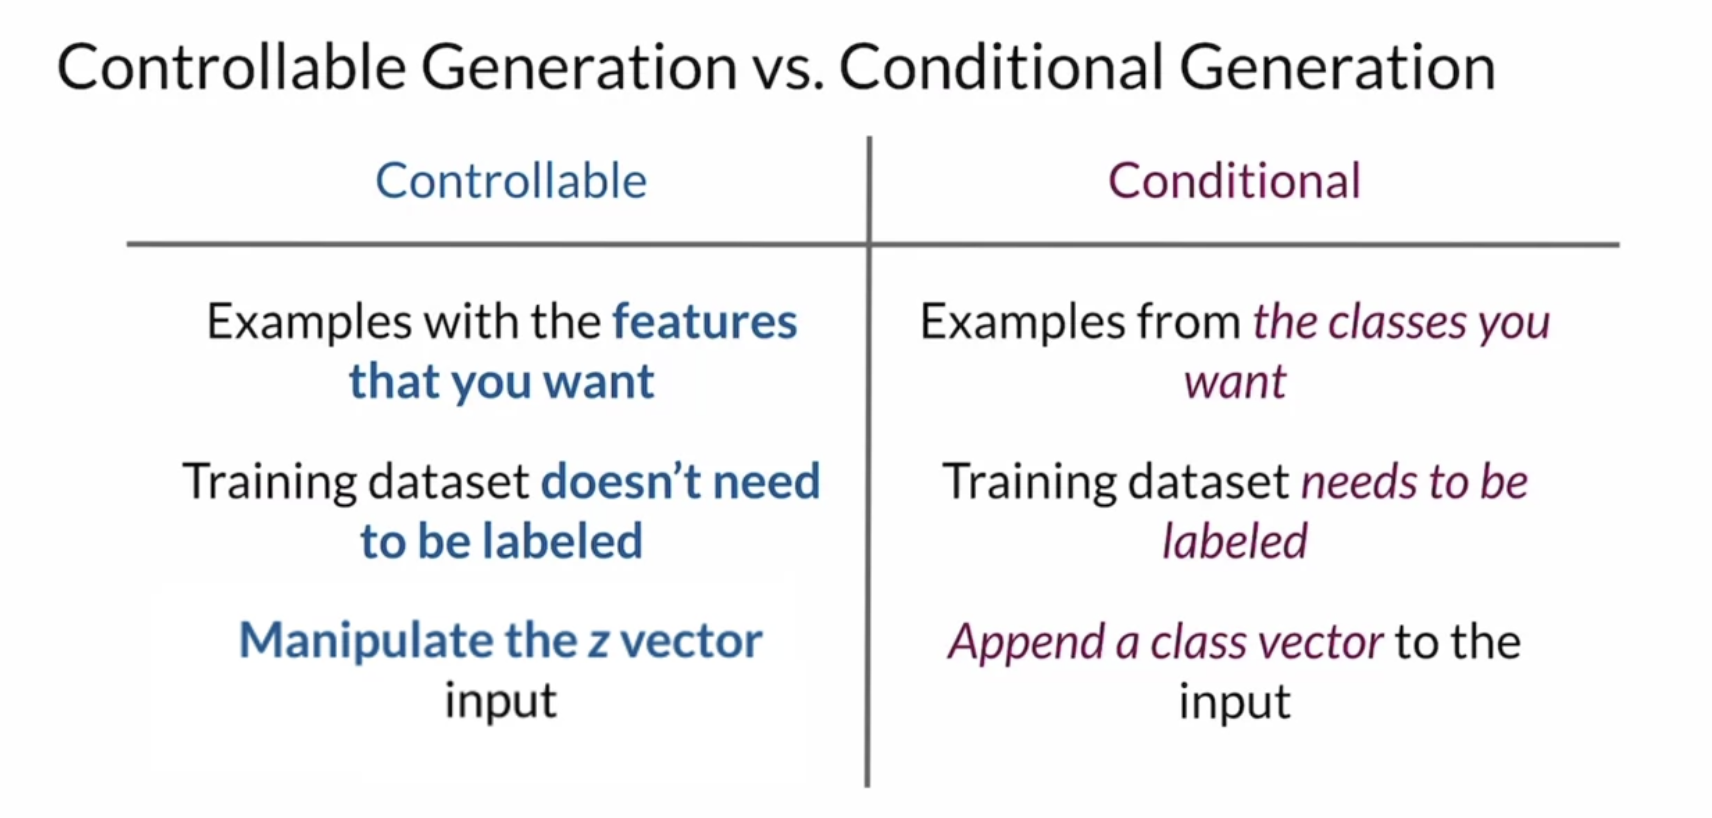 Controllable Generation vs. Conditional Generation
Controllable
Conditional
Examples with the features
that you want
Examples from the classes you
want
Training dataset doesn't need
to be labeled
Training dataset needs to be
labeled
Manipulate the z vector
input
Append a class vector to the
input